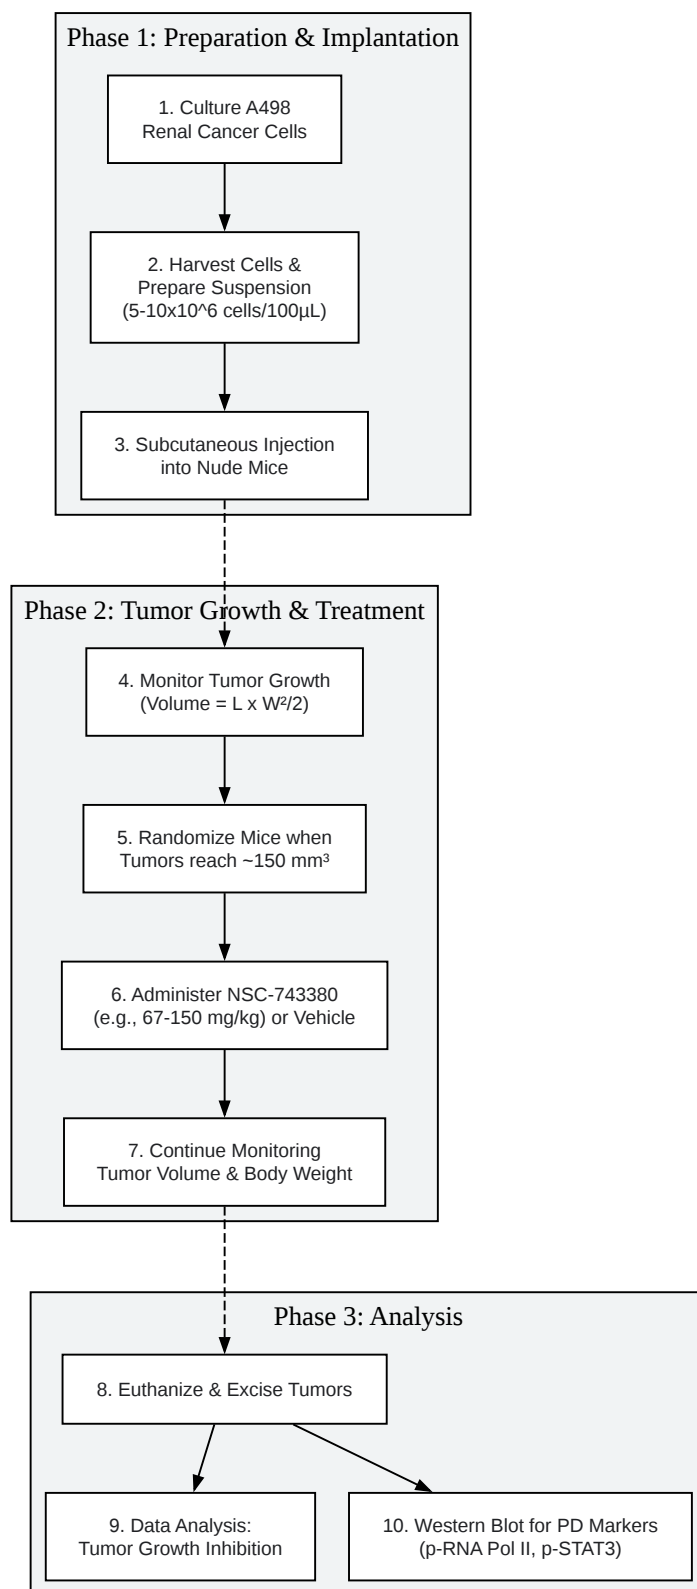 Phase 1: Preparation & Implantation
1. Culture A498
Renal Cancer Cells
2. Harvest Cells &
Prepare Suspension
(5-10x10^6 cells/100µL)
3. Subcutaneous Injection
into Nude Mice
Phase 2: Tumor Growth & Treatment
4. Monitor Tumor Growth
(Volume = L x W²/2)
5. Randomize Mice when
Tumors reach ~150 mm³
6. Administer NSC-743380
(e.g., 67-150 mg/kg) or Vehicle
7. Continue Monitoring
Tumor Volume & Body Weight
Phase 3: Analysis
8. Euthanize & Excise Tumors
9. Data Analysis:
Tumor Growth Inhibition
10. Western Blot for PD Markers
(p-RNA Pol II, p-STAT3)